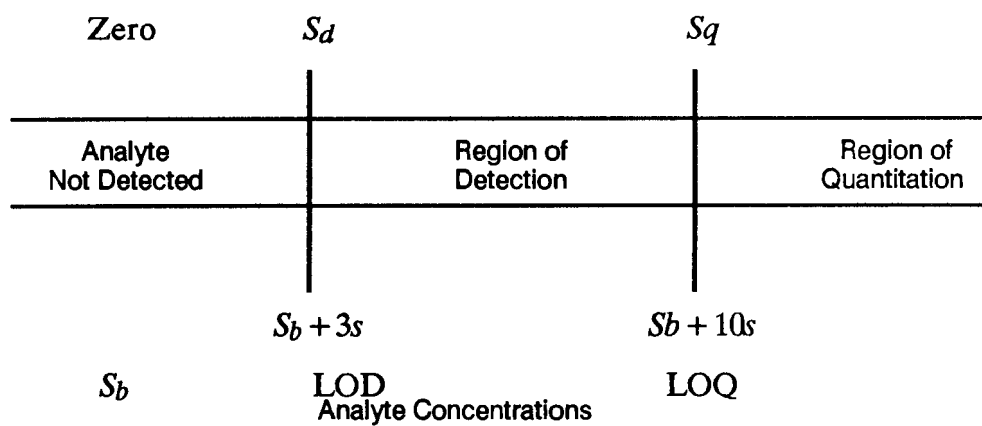 Zero Sd Sq
Analyte Not Detected
Region of Detection
Region of Quantitation
Sb + 3s Sb + 10s
Sb LOD LOQ
Analyte Concentrations